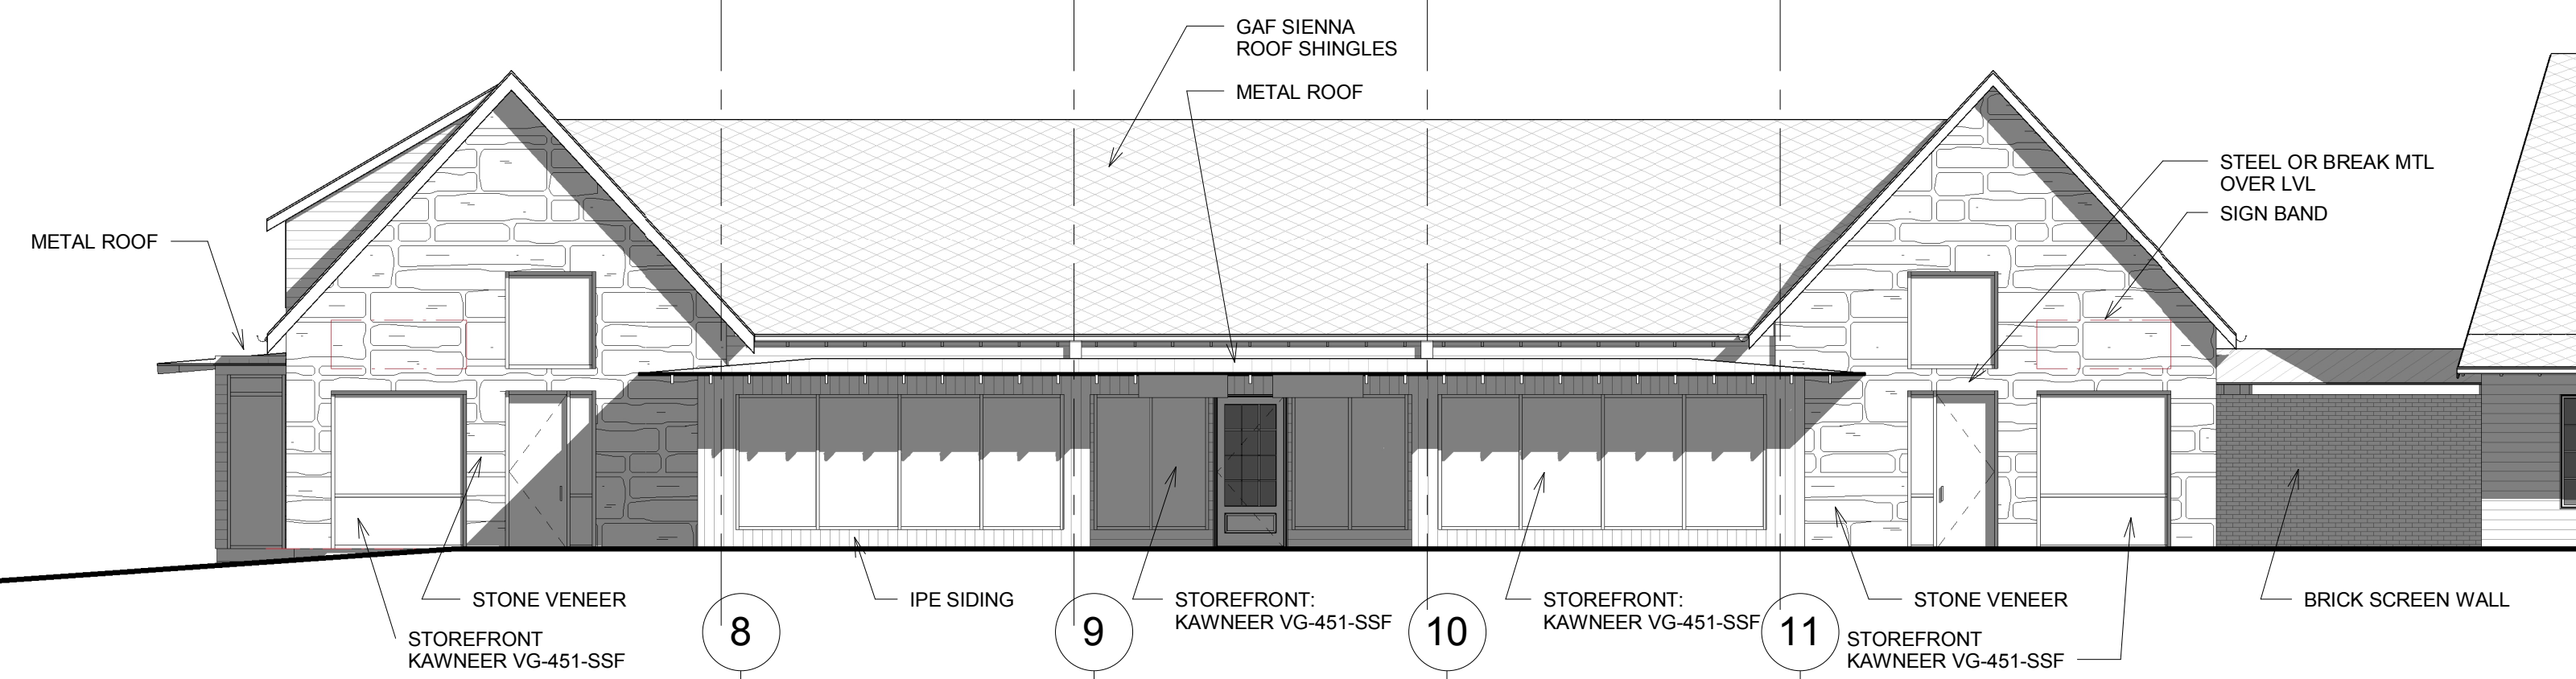 GAF SIENNA
ROOF SHINGLES
METAL ROOF
STEEL OR BREAK MTL
OVER LVL
SIGN BAND
METAL ROOF
STONE VENEER
STOREFRONT
KAWNEER VG-451-SSF
8
IPE SIDING
9
STOREFRONT:
KAWNEER VG-451-SSF
10
STOREFRONT:
KAWNEER VG-451-SSF
11
STONE VENEER
STOREFRONT
KAWNEER VG-451-SSF
BRICK SCREEN WALL